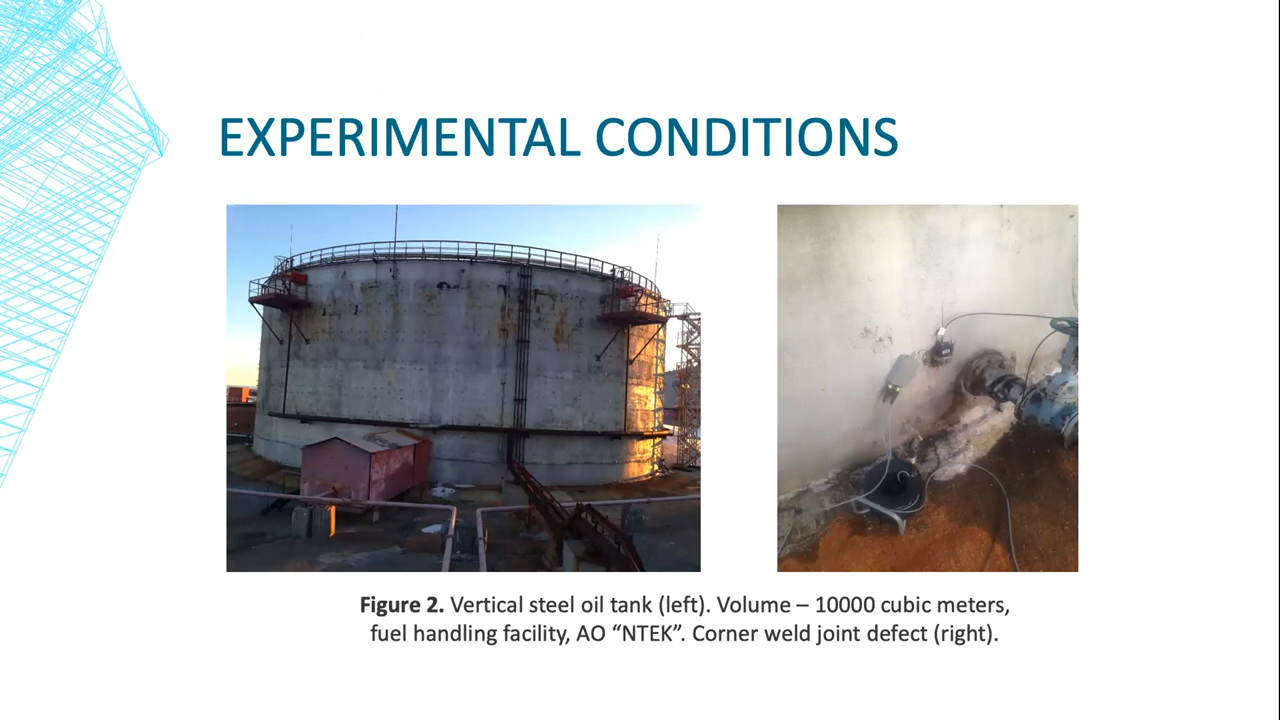 EXPERIMENTAL CONDITIONS
Figure 2. Vertical steel oil tank (left). Volume – 10000 cubic meters,
fuel handling facility, AO “NTEK”. Corner weld joint defect (right).